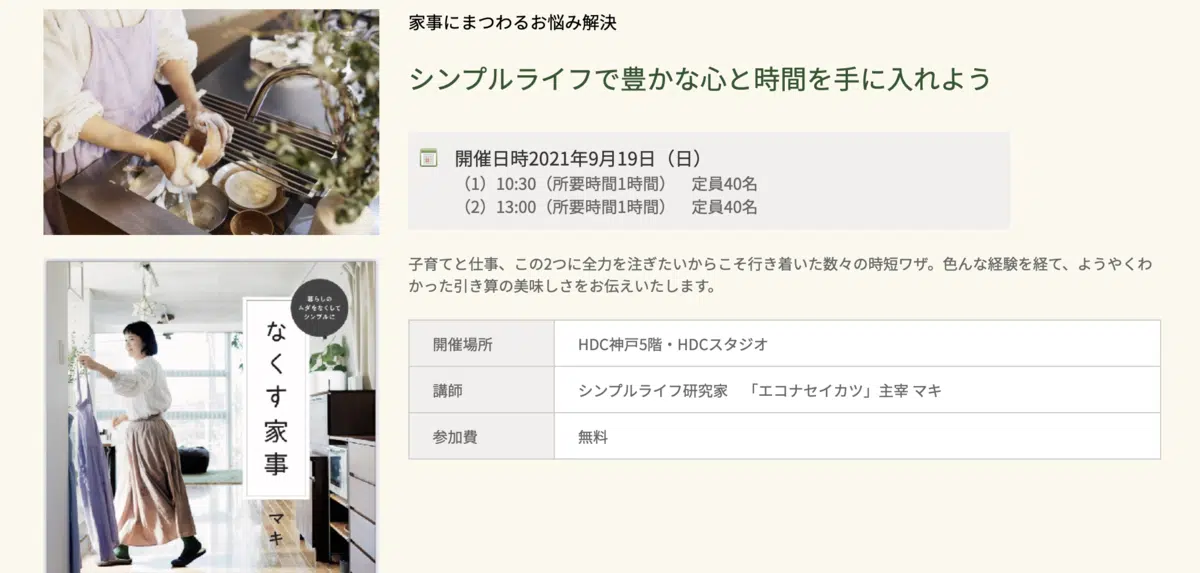 家事にまつわるお悩み解決
シンプルライフで豊かな心と時間を手に入れよう
開催日時2021年9月19日（日）
（1）10:30（所要時間1時間）　定員40名
（2）13:00（所要時間1時間）　定員40名
子育てと仕事、この2つに全力を注ぎたいからこそ行き着いた数々の時短ワザ。色んな経験を経て、ようやくわ
かった引き算の美味しさをお伝えいたします。
開催場所　HDC神戸5階・HDCスタジオ
講師　シンプルライフ研究家　「エコナセイカツ」主宰 マキ
参加費　無料
暮らしの
ムダをなくして
シンプルに
なくす家事
マキ